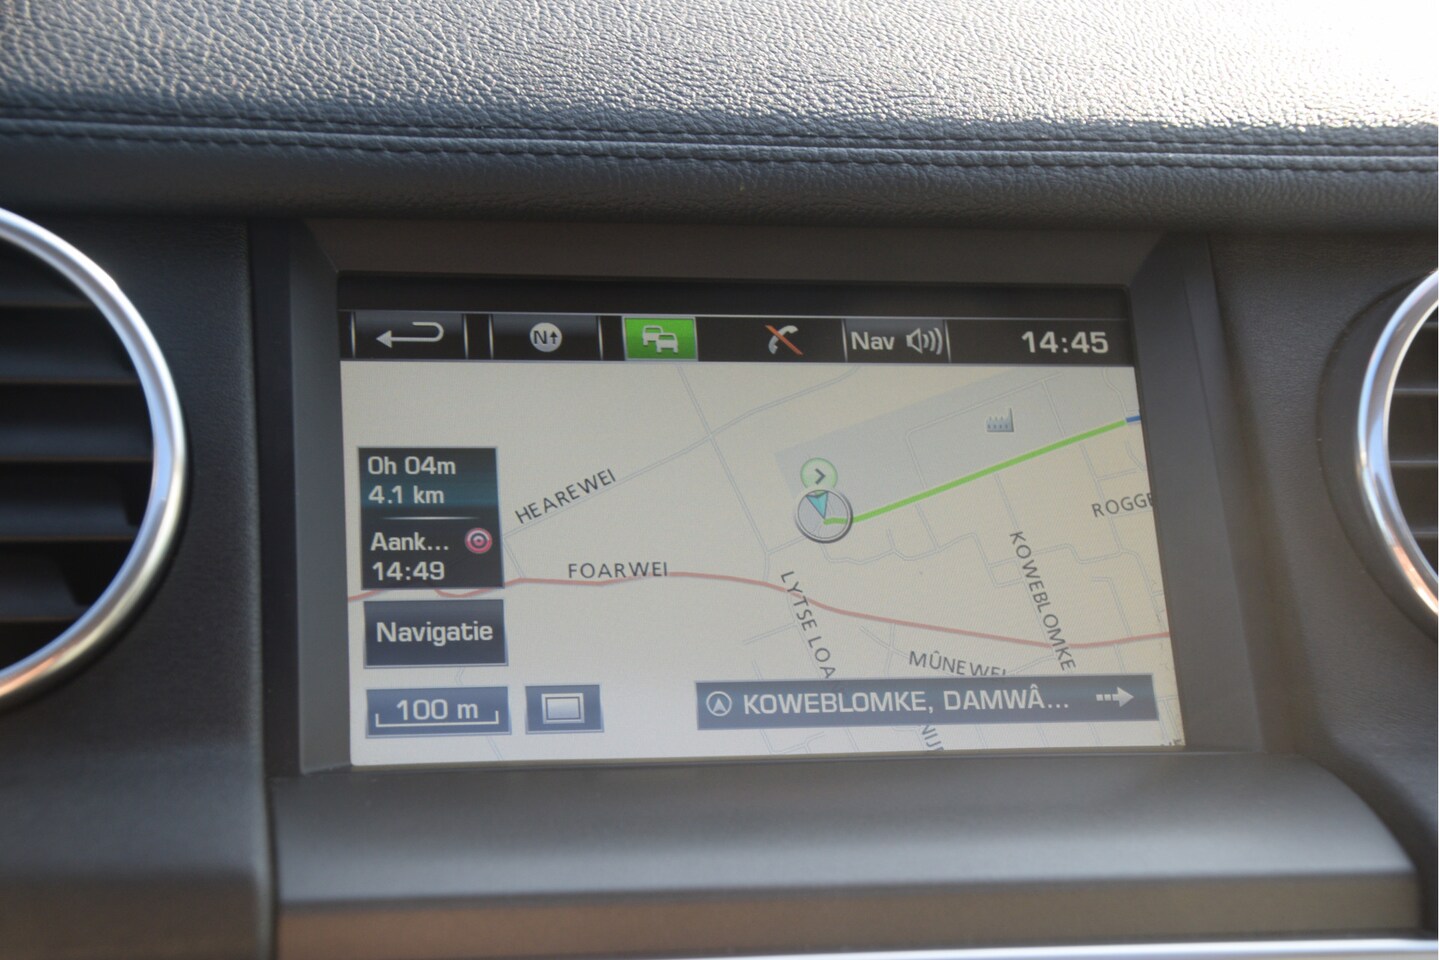 N Nav 14:45
0h 04m
4.1 km
Aank...
14:49
Navigatie
100 m
HEAREWEI
FOARWEI
LYTSE LOA
KOWEBLOMKE
ROGGE
MÛNEWEI
KOWEBLOMKE, DAMWÂ...
NIJ